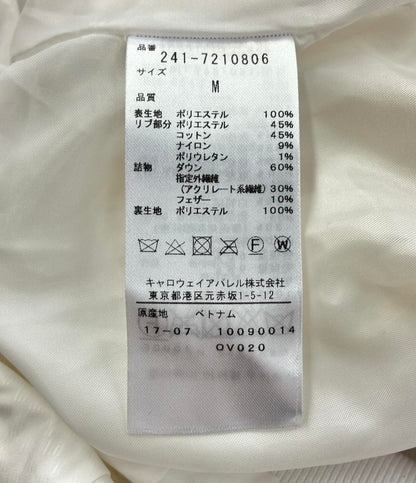 品番
241-7210806
サイズ
M
品質
表生地 ポリエステル 100%
リブ部分 ポリエステル 45%
コットン 45%
ナイロン 9%
ポリウレタン 1%
詰物 ダウン 60%
指定外繊維
(アクリレート系繊維) 30%
フェザー 10%
裏生地 ポリエステル 100%
キャロウェイアパレル株式会社
東京都港区元赤坂1-5-12
原産地 ベトナム
17-07 10090014
OV020